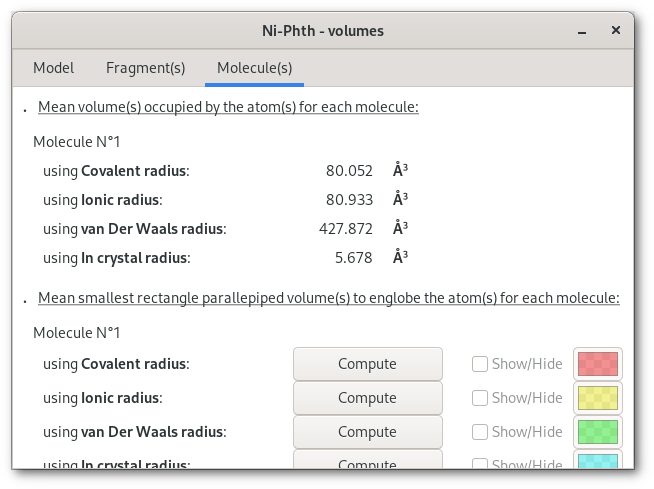 Ni-Phth - volumes
Model Fragment(s) Molecule(s)
. Mean volume(s) occupied by the atom(s) for each molecule:
Molecule N°1
using Covalent radius: 80.052 Å³
using Ionic radius: 80.933 Å³
using van Der Waals radius: 427.872 Å³
using In crystal radius: 5.678 Å³
. Mean smallest rectangle parallepiped volume(s) to englobe the atom(s) for each molecule:
Molecule N°1
using Covalent radius: Compute Show/Hide
using Ionic radius: Compute Show/Hide
using van Der Waals radius: Compute Show/Hide
using In crystal radius: Compute Show/Hide